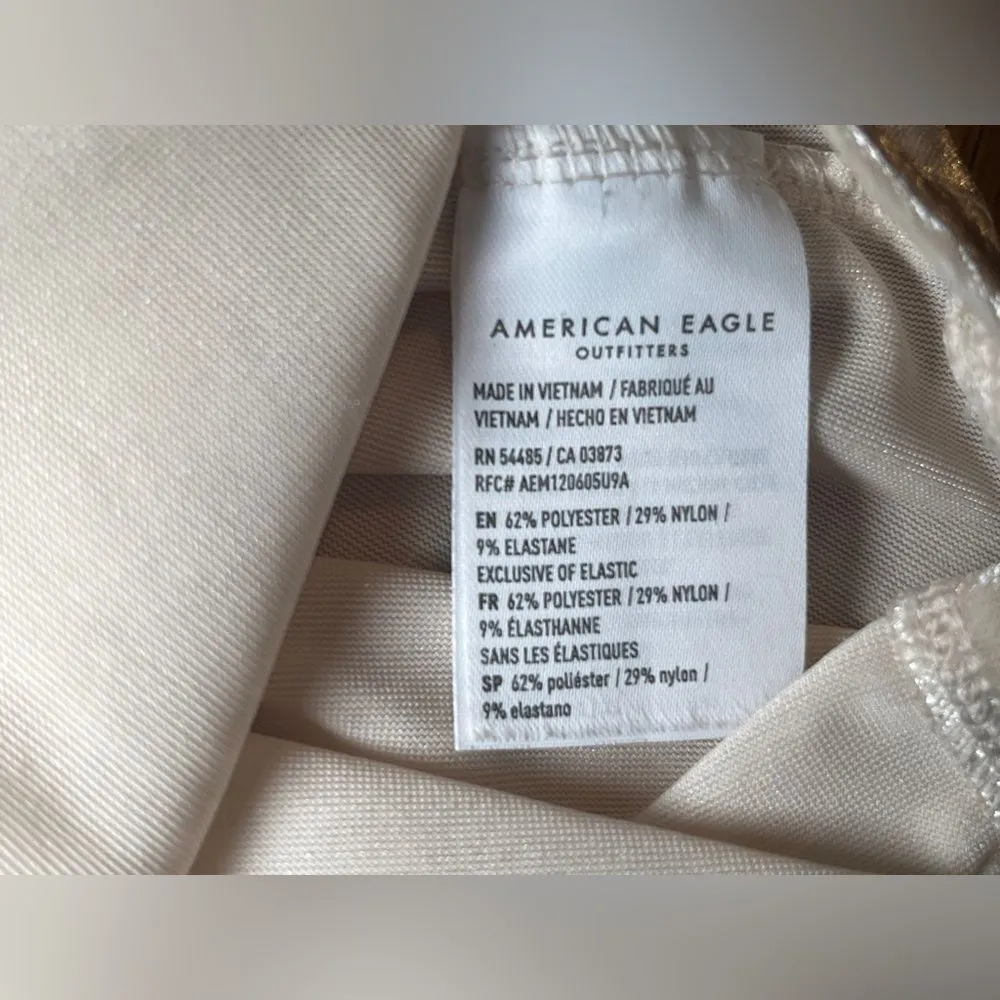 AMERICAN EAGLE
OUTFITTERS
MADE IN VIETNAM / FABRIQUÉ AU
VIETNAM / HECHO EN VIETNAM
RN 54485 / CA 03873
RFC# AEM120605U9A
EN 62% POLYESTER / 29% NYLON /
9% ELASTANE
EXCLUSIVE OF ELASTIC
FR 62% POLYESTER / 29% NYLON /
9% ÉLASTHANNE
SANS LES ÉLASTIQUES
SP 62% poliéster / 29% nylon /
9% elastano